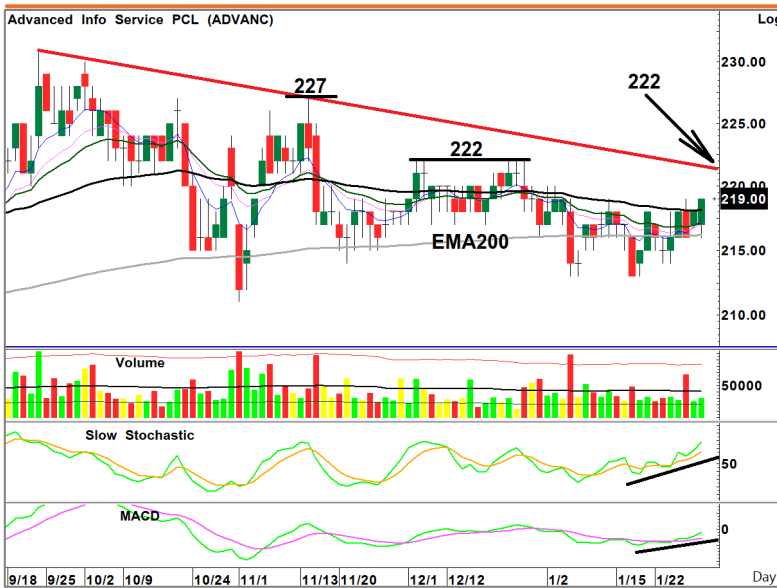 Advanced Info Service PCL (ADVANC)
Log
230.00
227
222
225.00
222
220.00
219.00
EMA200
215.00
210.00
Volume
50000
Slow Stochastic
50
MACD
0
9/18 9/25 10/2 10/9 10/24 11/1 11/13 11/20 12/1 12/12 1/2 1/15 1/22 Day